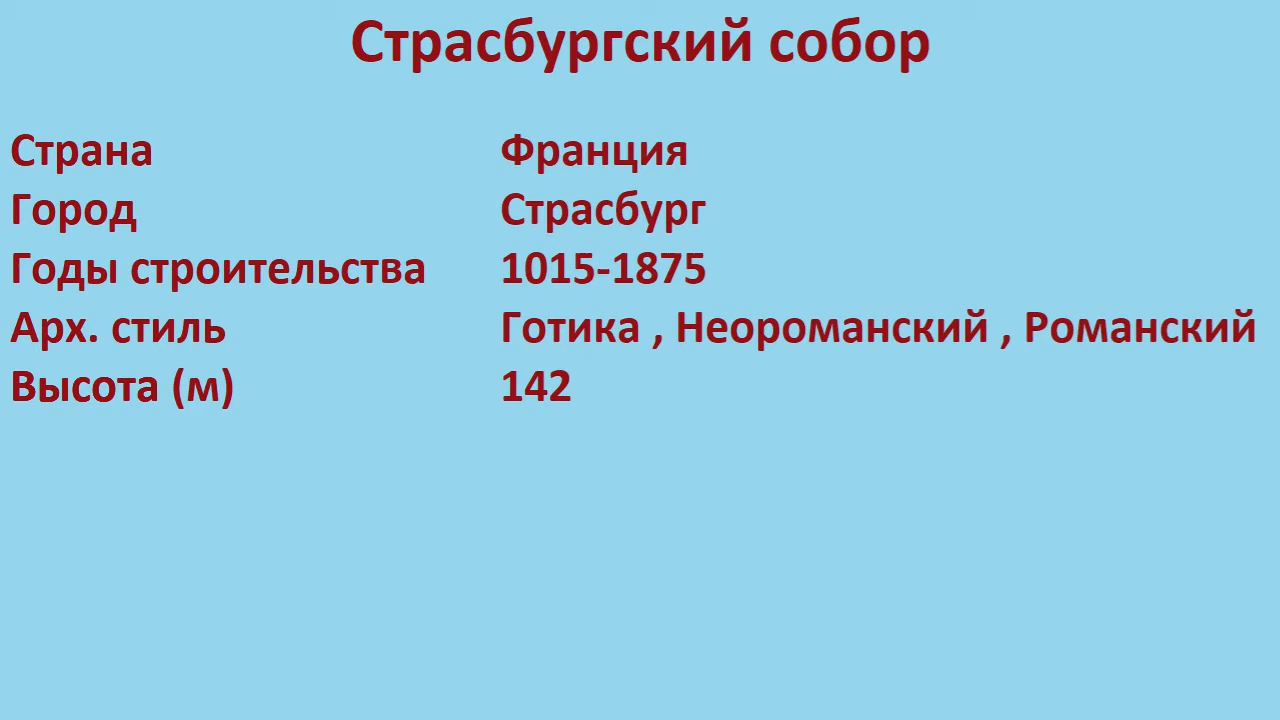 Страсбургский собор
Страна Франция
Город Страсбург
Годы строительства 1015-1875
Арх. стиль Готика , Неороманский , Романский
Высота (м) 142